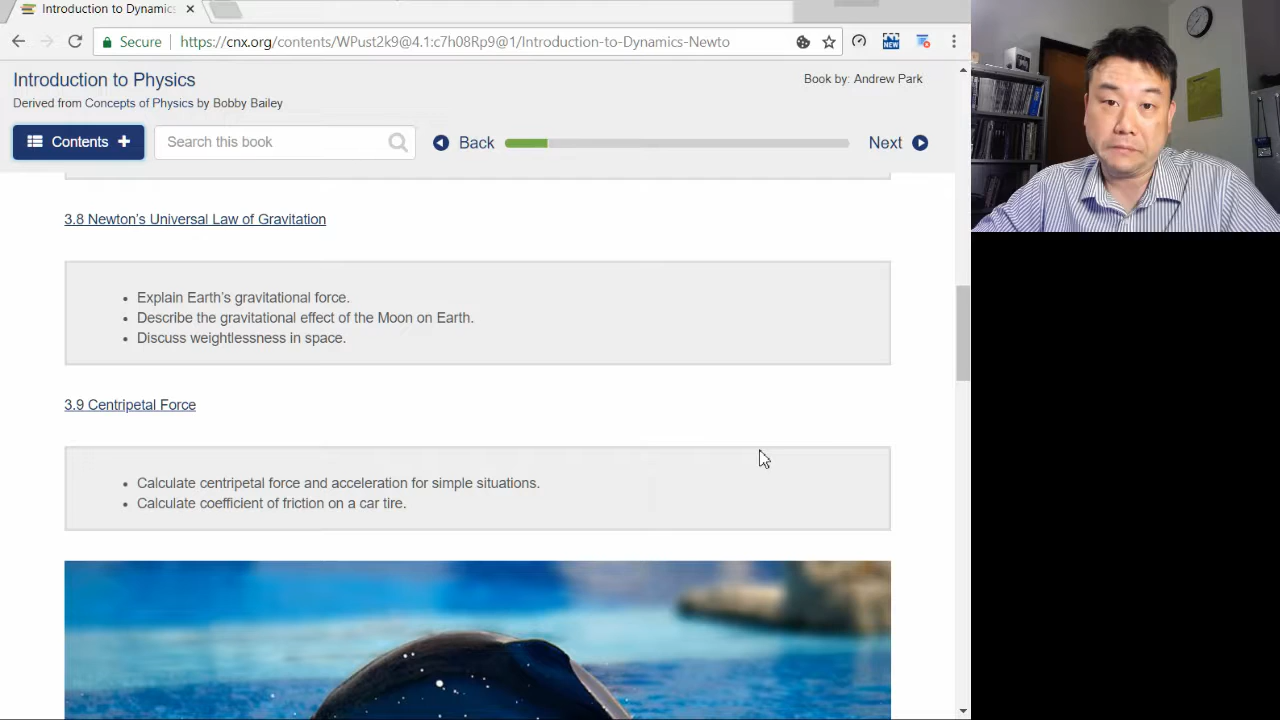 Introduction to Dynamics
Secure
https://cnx.org/contents/WPust2k9@4.1:c7h08Rp9@1/Introduction-to-Dynamics-Newto
NEW
Introduction to Physics
Book by: Andrew Park
Derived from Concepts of Physics by Bobby Bailey
Contents +
Search this book
Back
Next
3.8 Newton's Universal Law of Gravitation
• Explain Earth's gravitational force.
• Describe the gravitational effect of the Moon on Earth.
• Discuss weightlessness in space.
3.9 Centripetal Force
• Calculate centripetal force and acceleration for simple situations.
• Calculate coefficient of friction on a car tire.